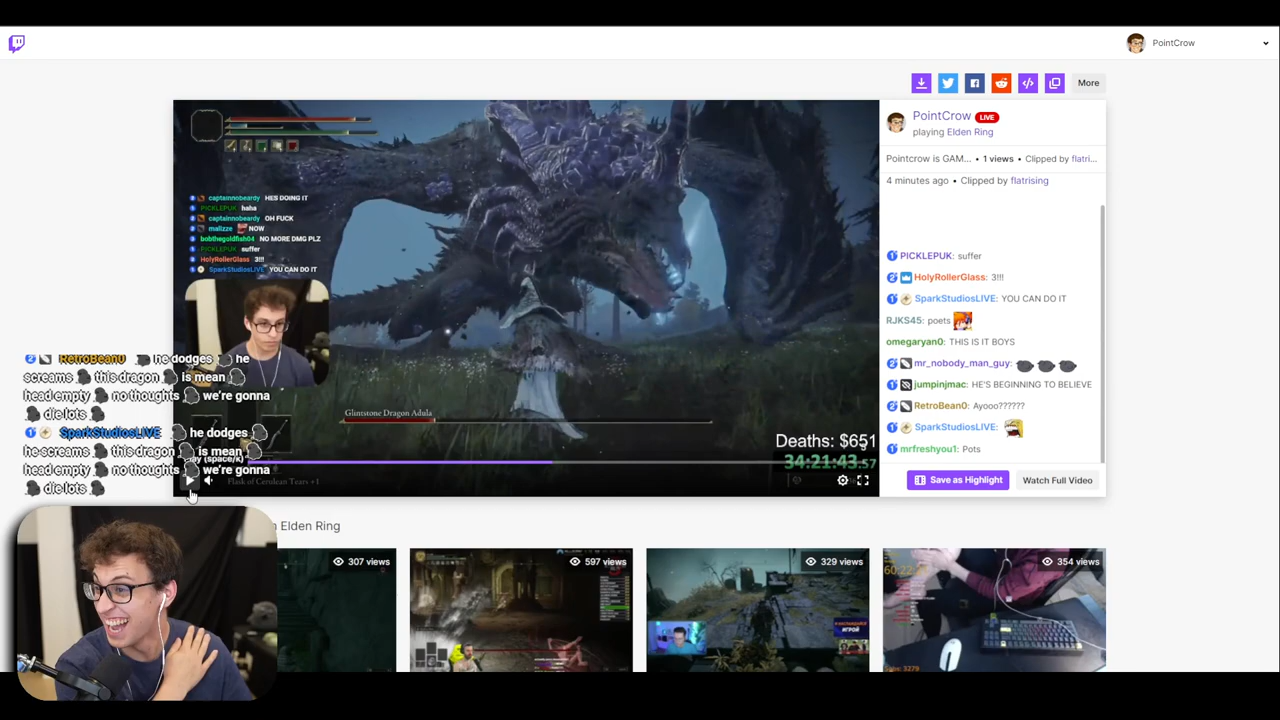 PointCrow
More
PointCrow LIVE
playing Elden Ring
Pointcrow is GAM... • 1 views • Clipped by flatri...
4 minutes ago • Clipped by flatrising
captainnobeardy HES DOING IT
PICKLEPUK haha
captainnobeardy OH FUCK
malizze NOW
bobthegoldfish04 NO MORE DMG PLZ
PICKLEPUK suffer
HolyRollerGlass 3!!!
SparkStudiosLIVE YOU CAN DO IT
PICKLEPUK: suffer
HolyRollerGlass: 3!!!
SparkStudiosLIVE: YOU CAN DO IT
RJKS45: poets
omegaryan0: THIS IS IT BOYS
mr_nobody_man_guy:
jumpinjmac: HE'S BEGINNING TO BELIEVE
RetroBean0: Ayooo??????
SparkStudiosLIVE:
mrfreshyou1: Pots
Save as Highlight
Watch Full Video
RetroBean0 he dodges he
screams this dragon is mean
head empty no thoughts we're gonna
die lots
SparkStudiosLIVE he dodges
he screams this dragon is mean
head empty no thoughts we're gonna
die lots
(space/k)
Glintstone Dragon Adula
Deaths: $651
34:21:43.57
Flask of Cerulean Tears +1
Elden Ring
307 views
597 views
329 views
354 views